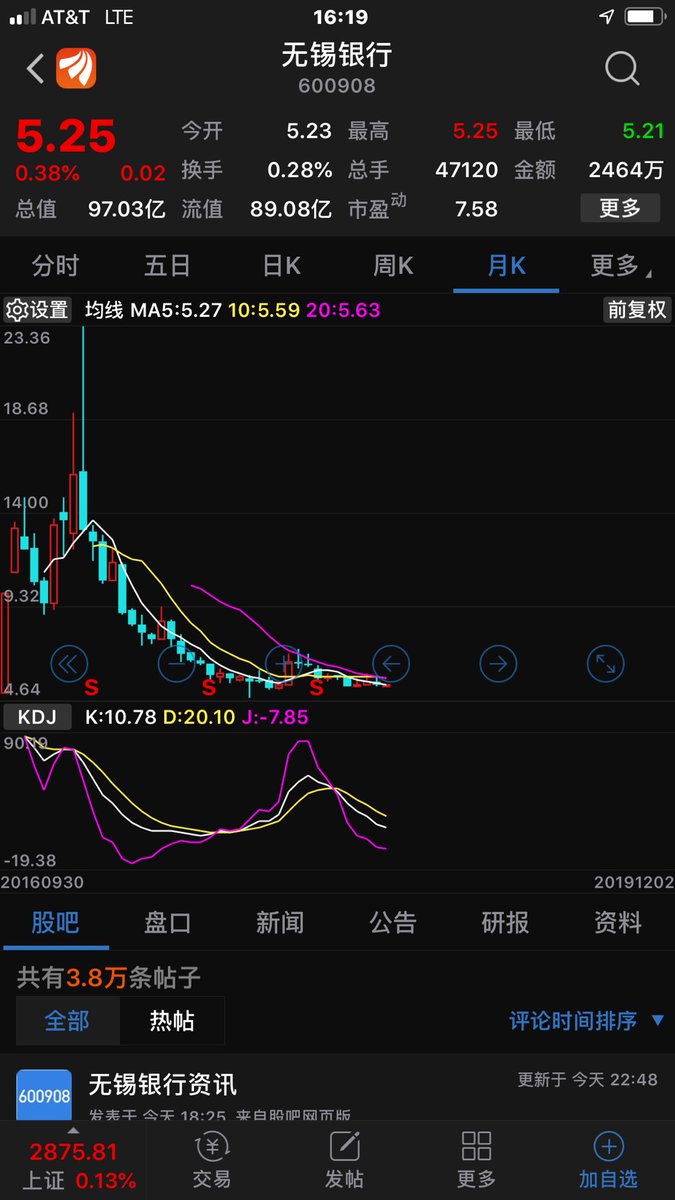 AT&T LTE 16:19
无锡银行
600908
5.25 今开 5.23 最高 5.25 最低 5.21
0.38% 0.02 换手 0.28% 总手 47120 金额 2464万
总值 97.03亿 流值 89.08亿 市盈动 7.58 更多
分时 五日 日K 周K 月K 更多
设置 均线 MA5:5.27 10:5.59 20:5.63 前复权
23.36
18.68
14.00
9.32
4.64
S S S
KDJ K:10.78 D:20.10 J:-7.85
90.19
-19.38
20160930 20191202
股吧 盘口 新闻 公告 研报 资料
共有3.8万条帖子
全部 热帖 评论时间排序
600908 无锡银行资讯 更新于 今天 22:48
发表于 今天 18:25 来自股吧网页版
2875.81
上证 0.13% 交易 发帖 更多 加自选